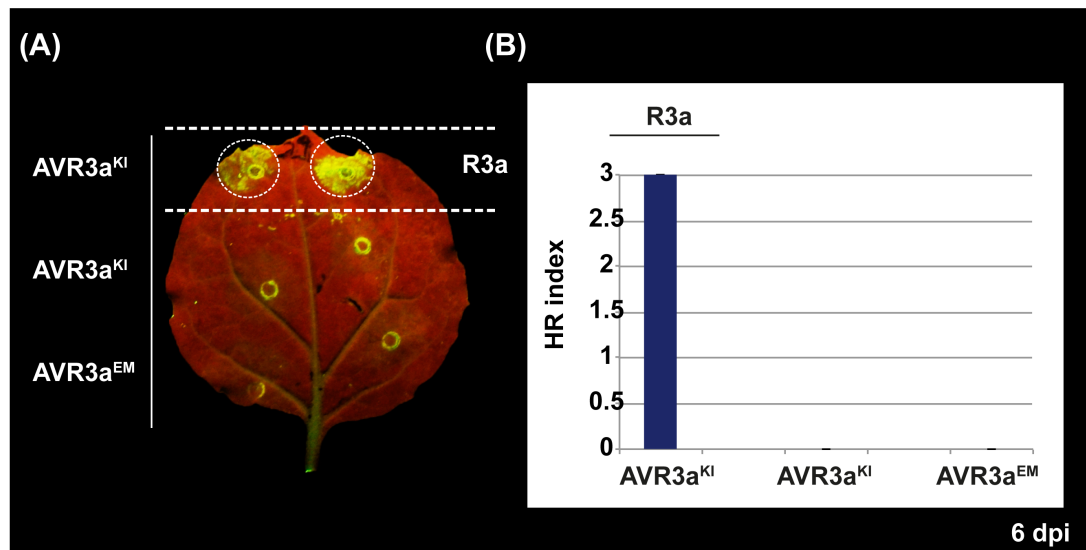 (A)
AVR3aKI
R3a
AVR3aKI
AVR3aEM
(B)
R3a
HR index
3
2.5
2
1.5
1
0.5
0
AVR3aKI
AVR3aKI
AVR3aEM
6 dpi